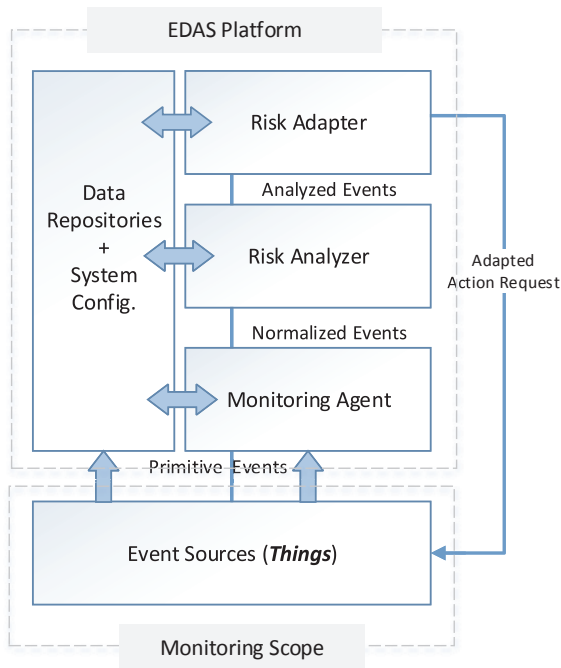 EDAS Platform
Data
Repositories
+
System
Config.
Risk Adapter
Analyzed Events
Risk Analyzer
Adapted
Action Request
Normalized Events
Monitoring Agent
Primitive Events
Event Sources (Things)
Monitoring Scope